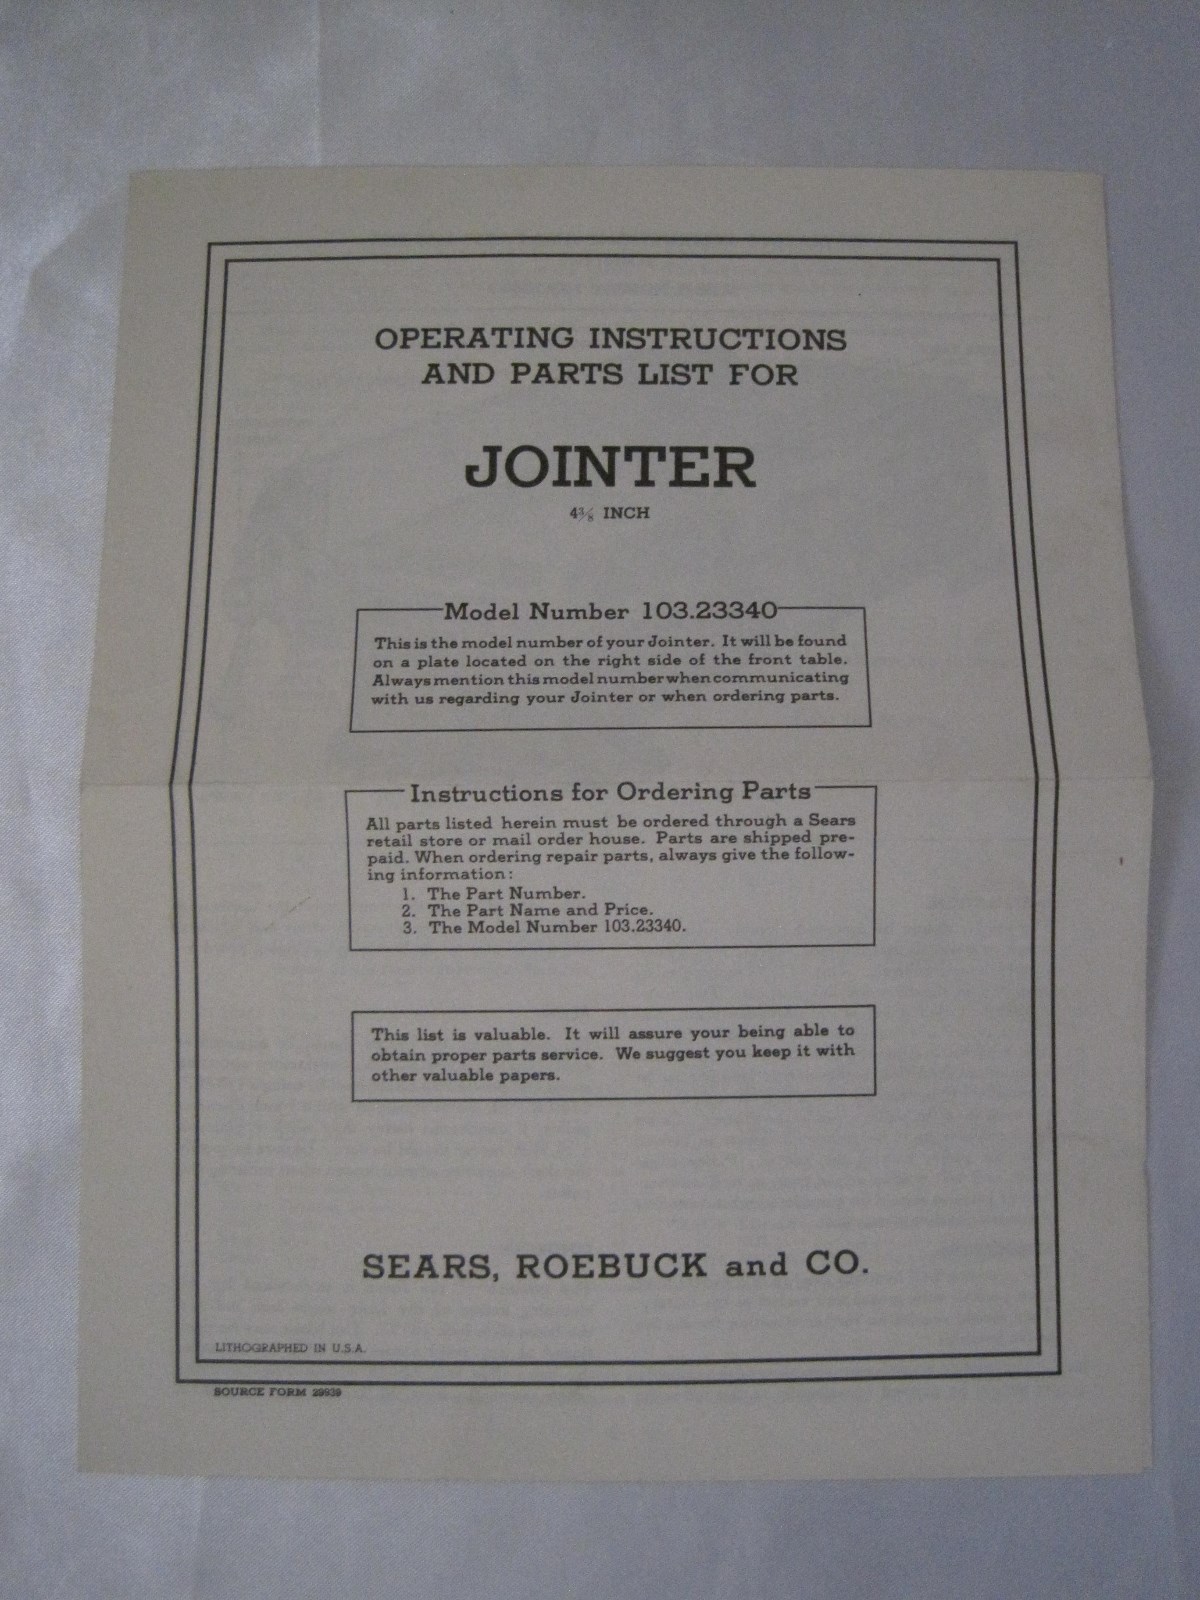 OPERATING INSTRUCTIONS
AND PARTS LIST FOR
JOINTER
4⅜ INCH
Model Number 103.23340
This is the model number of your Jointer. It will be found
on a plate located on the right side of the front table.
Always mention this model number when communicating
with us regarding your Jointer or when ordering parts.
Instructions for Ordering Parts
All parts listed herein must be ordered through a Sears
retail store or mail order house. Parts are shipped pre-
paid. When ordering repair parts, always give the follow-
ing information:
1. The Part Number.
2. The Part Name and Price.
3. The Model Number 103.23340.
This list is valuable. It will assure your being able to
obtain proper parts service. We suggest you keep it with
other valuable papers.
SEARS, ROEBUCK and CO.
LITHOGRAPHED IN U.S.A.
SOURCE FORM 29939